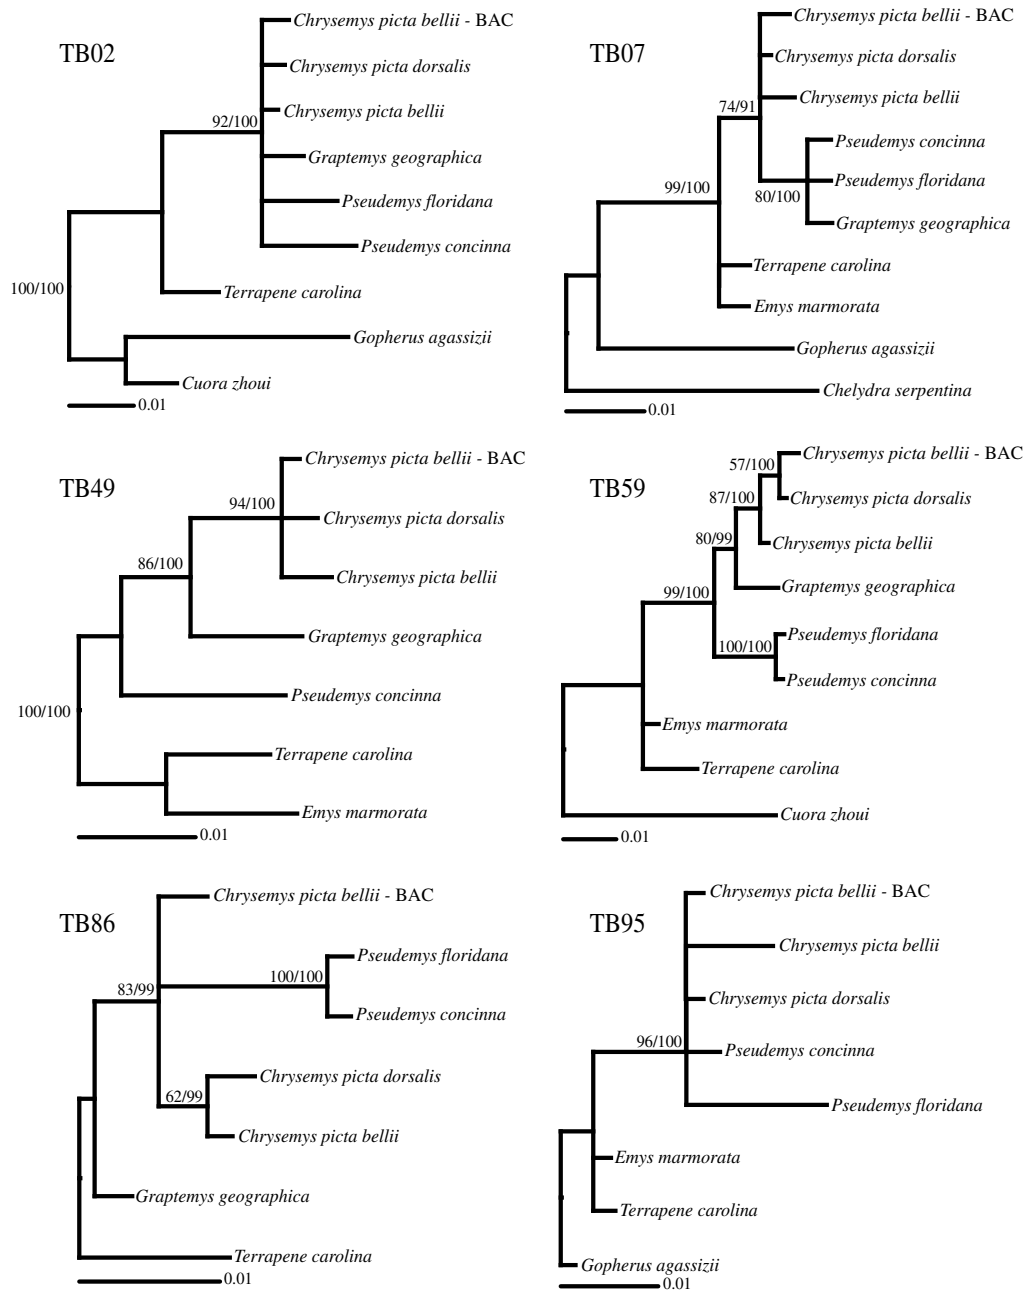 TB02
Chrysemys picta bellii - BAC
Chrysemys picta dorsalis
Chrysemys picta bellii
92/100
Graptemys geographica
Pseudemys floridana
Pseudemys concinna
100/100
Terrapene carolina
Gopherus agassizii
Cuora zhoui
0.01
TB07
Chrysemys picta bellii - BAC
Chrysemys picta dorsalis
Chrysemys picta bellii
74/91
Pseudemys concinna
Pseudemys floridana
99/100
80/100
Graptemys geographica
Terrapene carolina
Emys marmorata
Gopherus agassizii
Chelydra serpentina
0.01
TB49
Chrysemys picta bellii - BAC
94/100
Chrysemys picta dorsalis
86/100
Chrysemys picta bellii
Graptemys geographica
Pseudemys concinna
100/100
Terrapene carolina
Emys marmorata
0.01
TB59
Chrysemys picta bellii - BAC
57/100
Chrysemys picta dorsalis
87/100
Chrysemys picta bellii
80/99
Graptemys geographica
99/100
Pseudemys floridana
100/100
Pseudemys concinna
Emys marmorata
Terrapene carolina
Cuora zhoui
0.01
TB86
Chrysemys picta bellii - BAC
Pseudemys floridana
100/100
83/99
Pseudemys concinna
Chrysemys picta dorsalis
62/99
Chrysemys picta bellii
Graptemys geographica
Terrapene carolina
0.01
TB95
Chrysemys picta bellii - BAC
Chrysemys picta bellii
Chrysemys picta dorsalis
96/100
Pseudemys concinna
Pseudemys floridana
Emys marmorata
Terrapene carolina
Gopherus agassizii
0.01